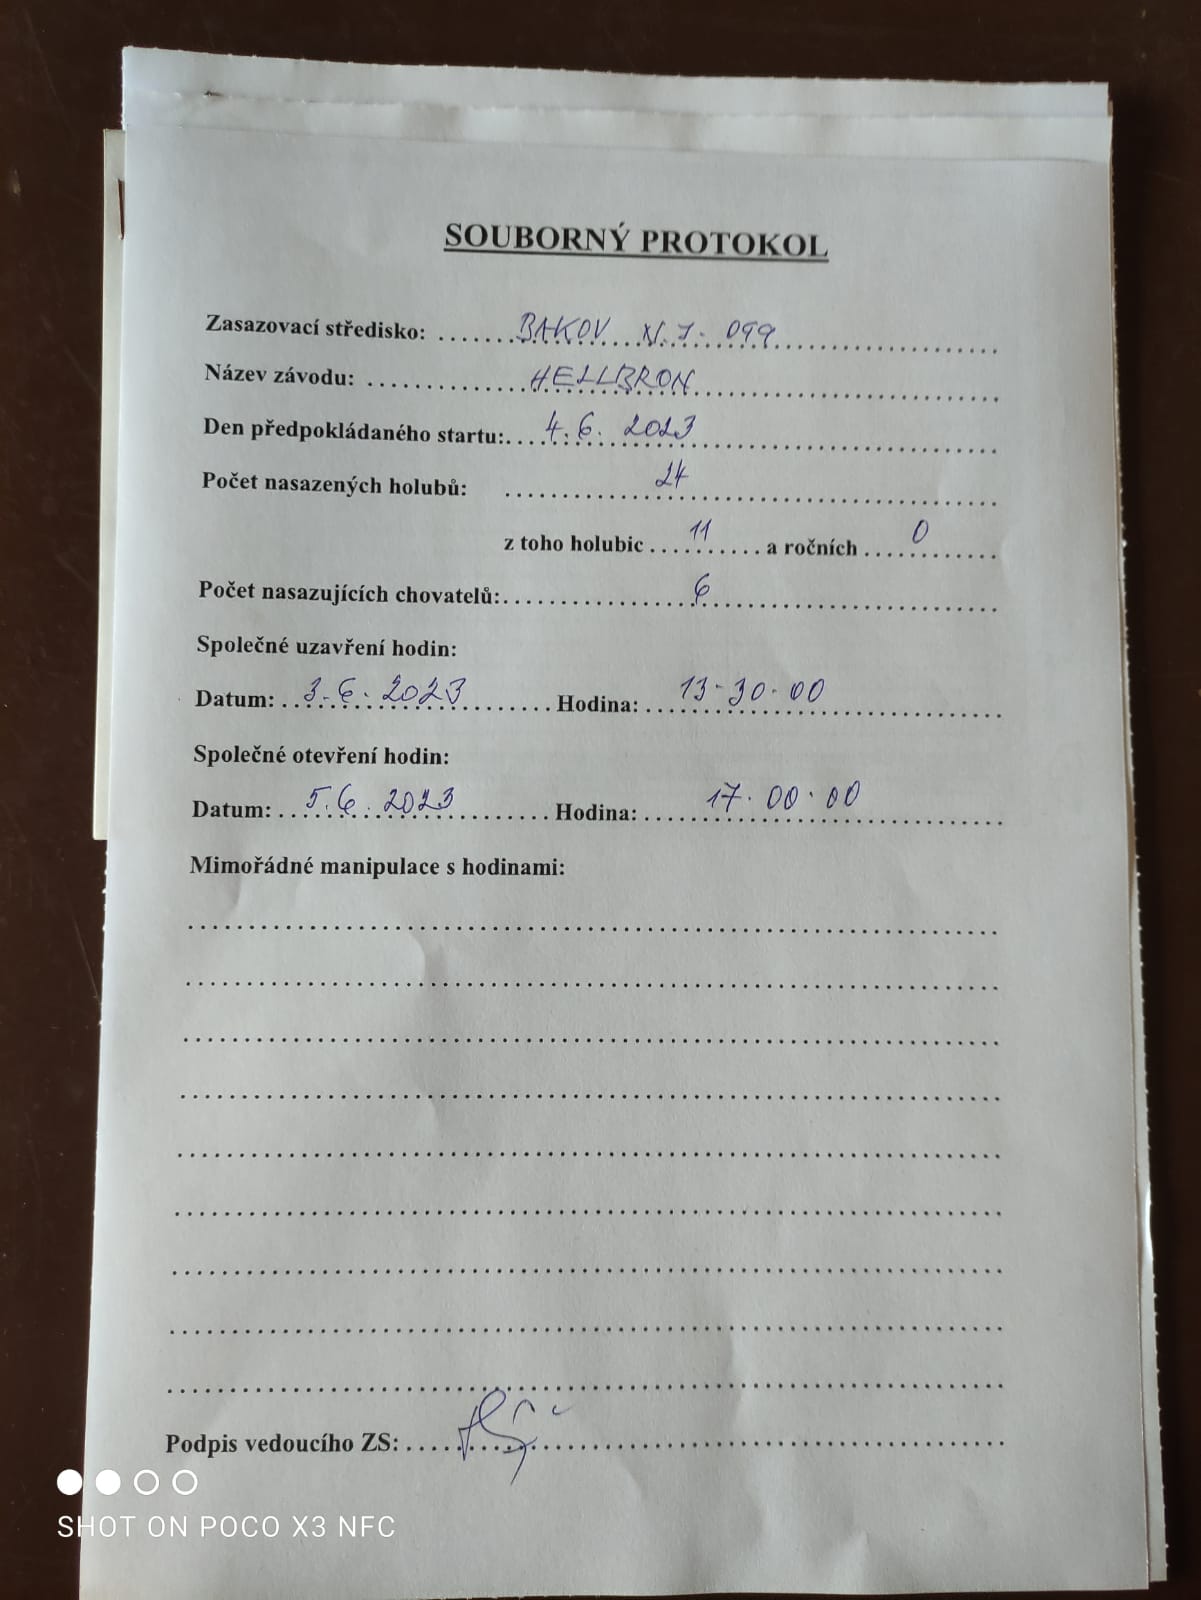 SOUBORNÝ PROTOKOL
Zasazovací středisko: BAKOV N. J. 099
Název závodu: HELLBRON
Den předpokládaného startu: 4. 6. 2023
Počet nasazených holubů: 24
z toho holubic 11 a ročních 0
Počet nasazujících chovatelů: 6
Společné uzavření hodin:
Datum: 3. 6. 2023 Hodina: 13.30.00
Společné otevření hodin:
Datum: 5.6. 2023 Hodina: 17.00.00
Mimořádné manipulace s hodinami:
Podpis vedoucího ZS:
SHOT ON POCO X3 NFC